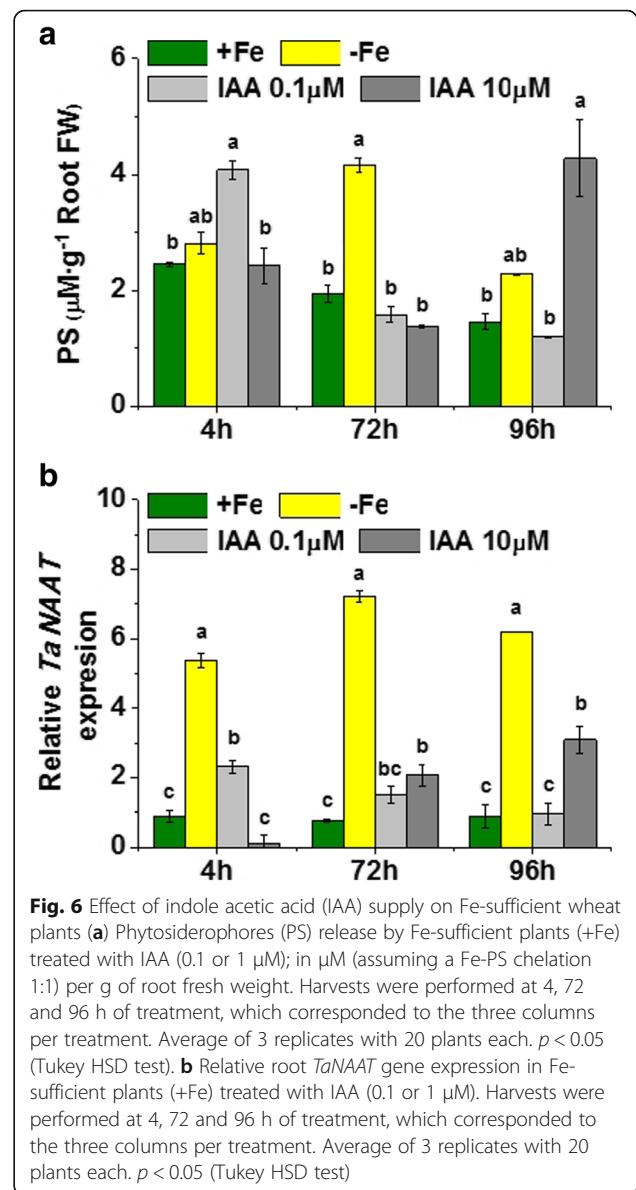 a
+Fe -Fe
IAA 0.1µM IAA 10µM
PS (µM·g⁻¹ Root FW)
6
4
2
0
b ab a b
b a b b
b ab b a
4h 72h 96h
b
+Fe -Fe
IAA 0.1µM IAA 10µM
Relative TaNAAT
expresion
10
8
6
4
2
0
c a b c
c a bc b
c a c b
4h 72h 96h
Fig. 6 Effect of indole acetic acid (IAA) supply on Fe-sufficient wheat
plants (a) Phytosiderophores (PS) release by Fe-sufficient plants (+Fe)
treated with IAA (0.1 or 1 µM); in µM (assuming a Fe-PS chelation
1:1) per g of root fresh weight. Harvests were performed at 4, 72
and 96 h of treatment, which corresponded to the three columns
per treatment. Average of 3 replicates with 20 plants each. p < 0.05
(Tukey HSD test). b Relative root TaNAAT gene expression in Fe-
sufficient plants (+Fe) treated with IAA (0.1 or 1 µM). Harvests were
performed at 4, 72 and 96 h of treatment, which corresponded to
the three columns per treatment. Average of 3 replicates with 20
plants each. p < 0.05 (Tukey HSD test)